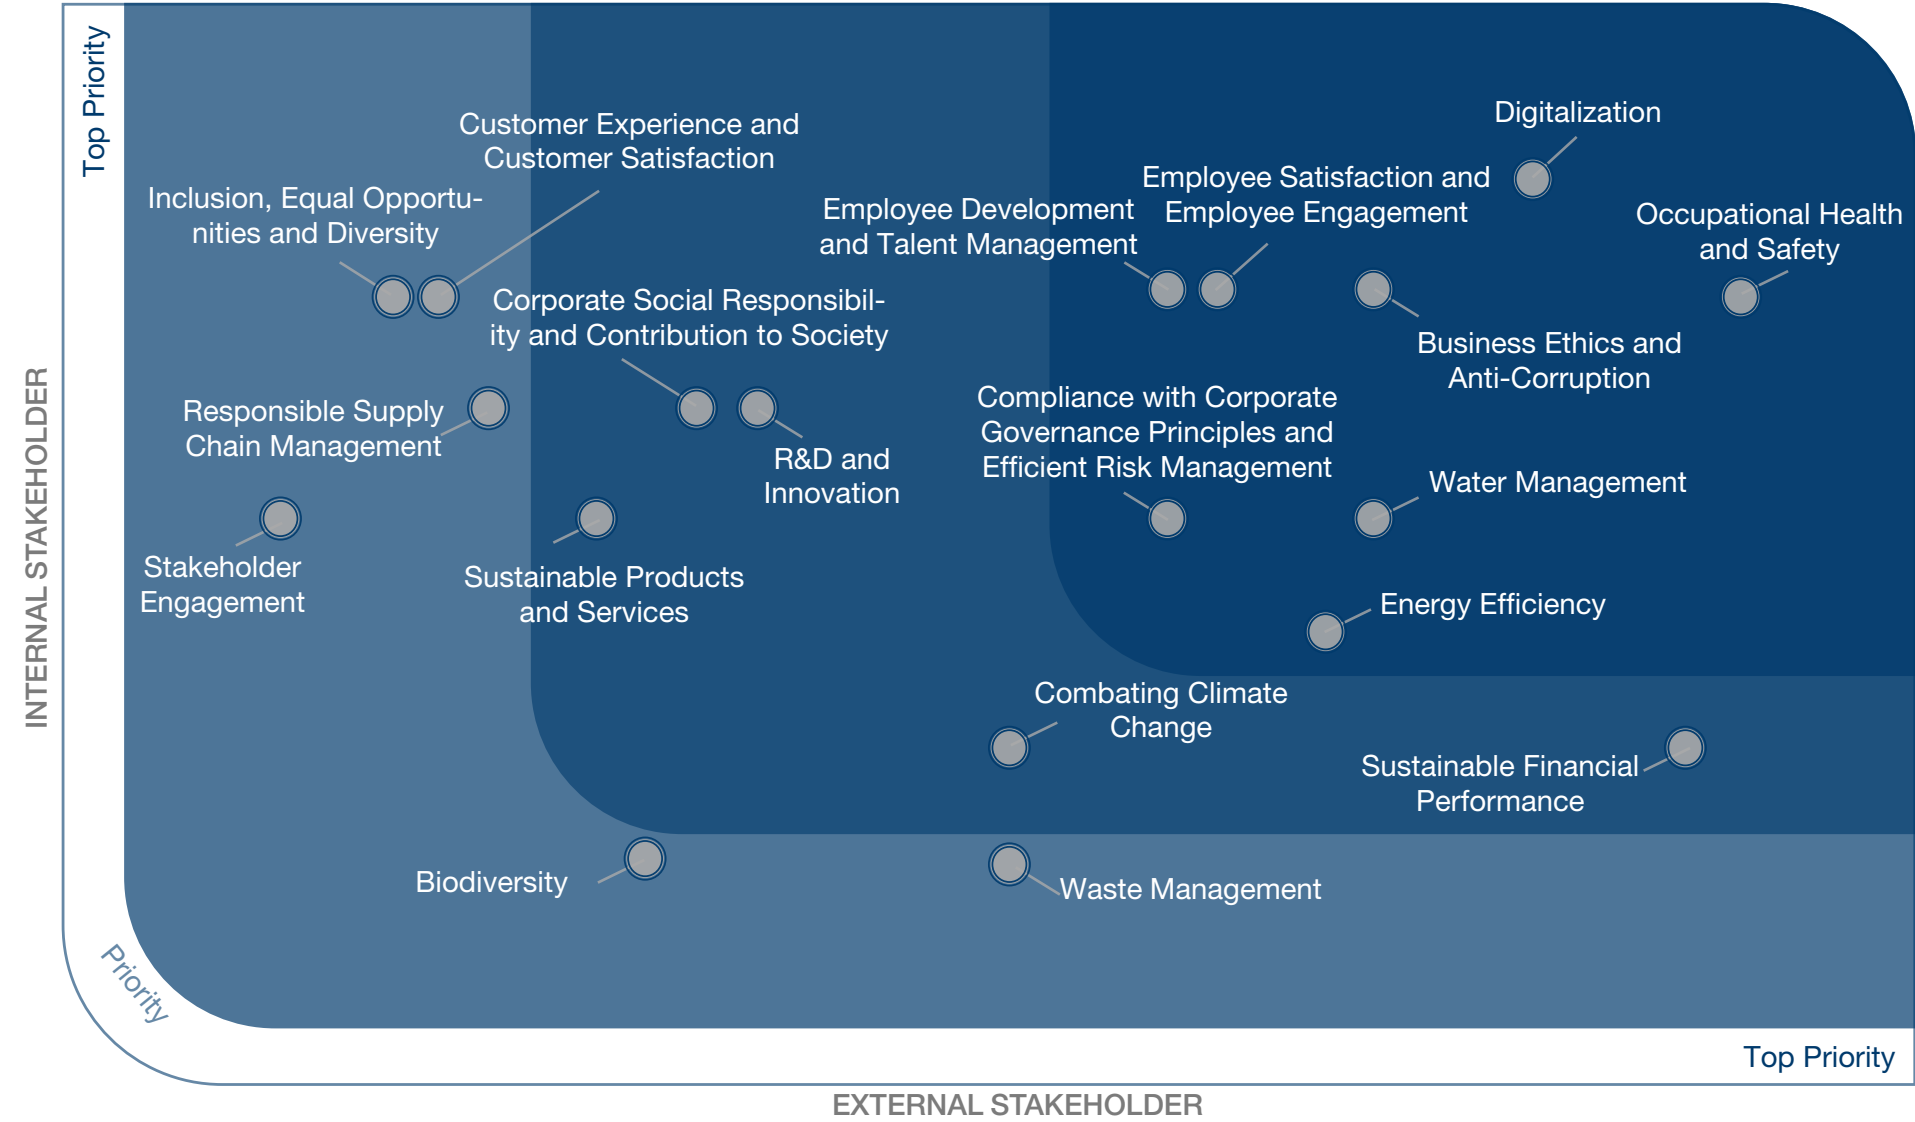 Top Priority
Digitalization
Customer Experience and
Customer Satisfaction
Employee Satisfaction and
Employee Engagement
Inclusion, Equal Opportu-
nities and Diversity
Employee Development
and Talent Management
Occupational Health
and Safety
Corporate Social Responsibil-
ity and Contribution to Society
Business Ethics and
Anti-Corruption
Responsible Supply
Chain Management
Compliance with Corporate
Governance Principles and
Efficient Risk Management
R&D and
Innovation
Water Management
INTERNAL STAKEHOLDER
Stakeholder
Engagement
Sustainable Products
and Services
Energy Efficiency
Combating Climate
Change
Sustainable Financial
Performance
Biodiversity
Waste Management
Priority
Top Priority
EXTERNAL STAKEHOLDER